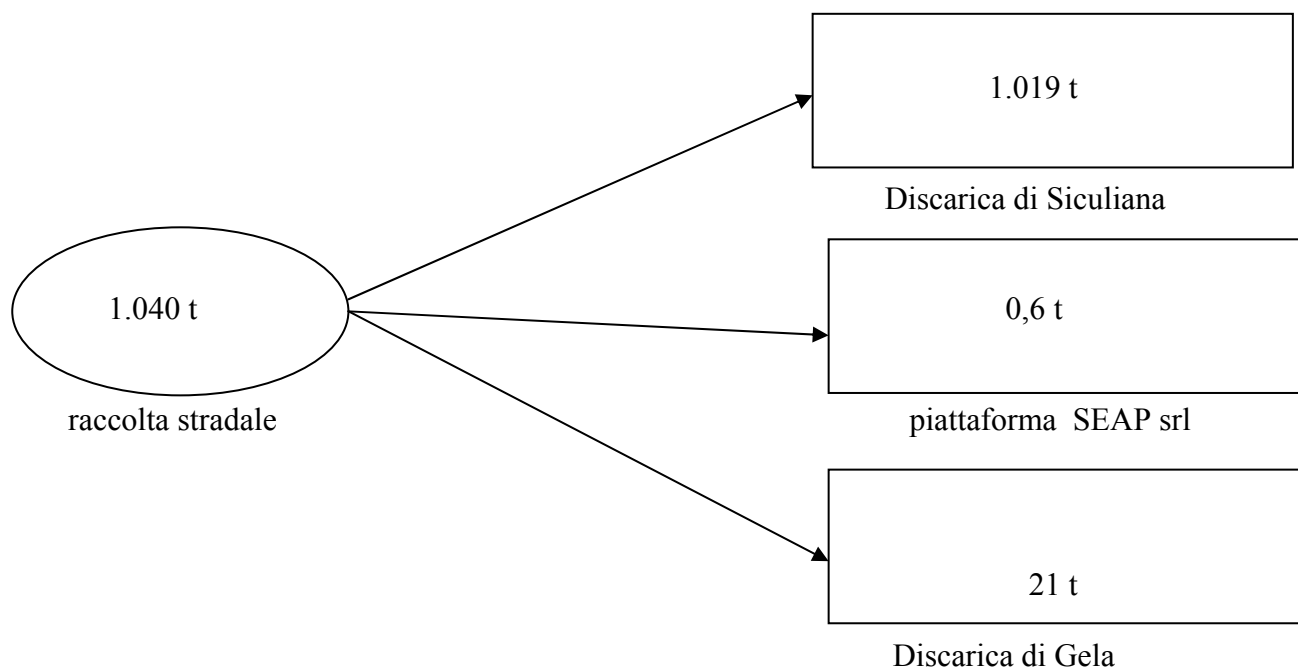 1.019 t
Discarica di Siculiana
1.040 t
raccolta stradale
0,6 t
piattaforma SEAP srl
21 t
Discarica di Gela